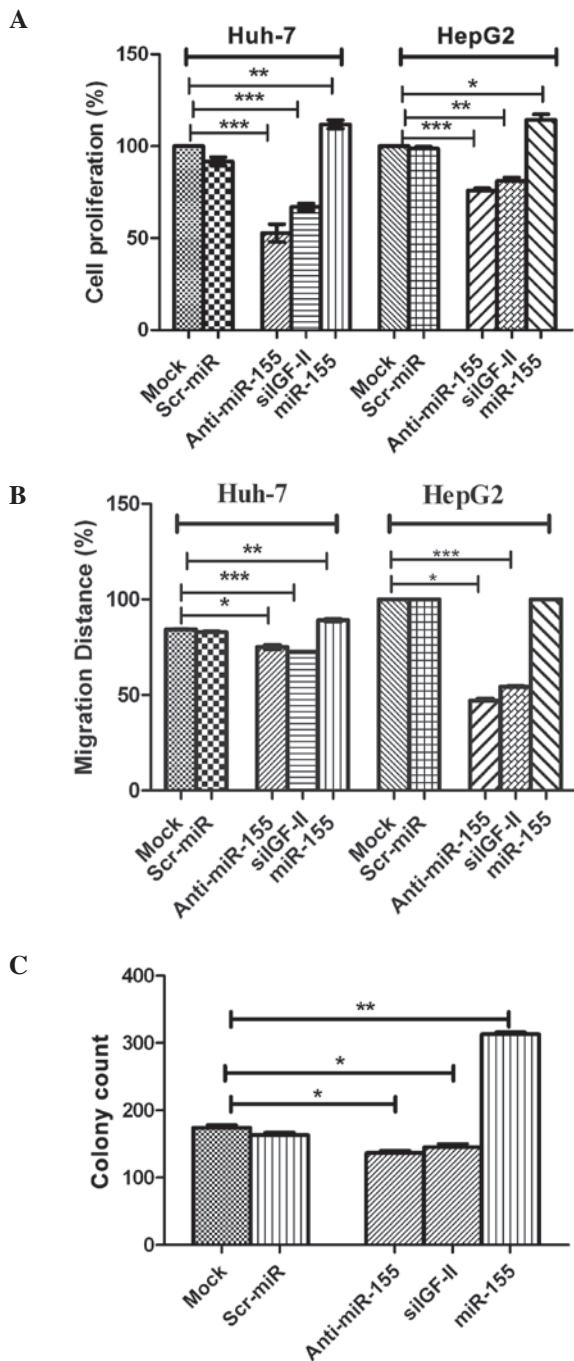 A
Huh-7
HepG2
**
***
***
*
**
***
Cell proliferation (%)
150
100
50
0
Mock
Scr-miR
Anti-miR-155
siIGF-II
miR-155
Mock
Scr-miR
Anti-miR-155
siIGF-II
miR-155
B
Huh-7
HepG2
**
***
*
***
*
Migration Distance (%)
150
100
50
0
Mock
Scr-miR
Anti-miR-155
siIGF-II
miR-155
Mock
Scr-miR
Anti-miR-155
siIGF-II
miR-155
C
**
*
*
Colony count
400
300
200
100
0
Mock
Scr-miR
Anti-miR-155
siIGF-II
miR-155